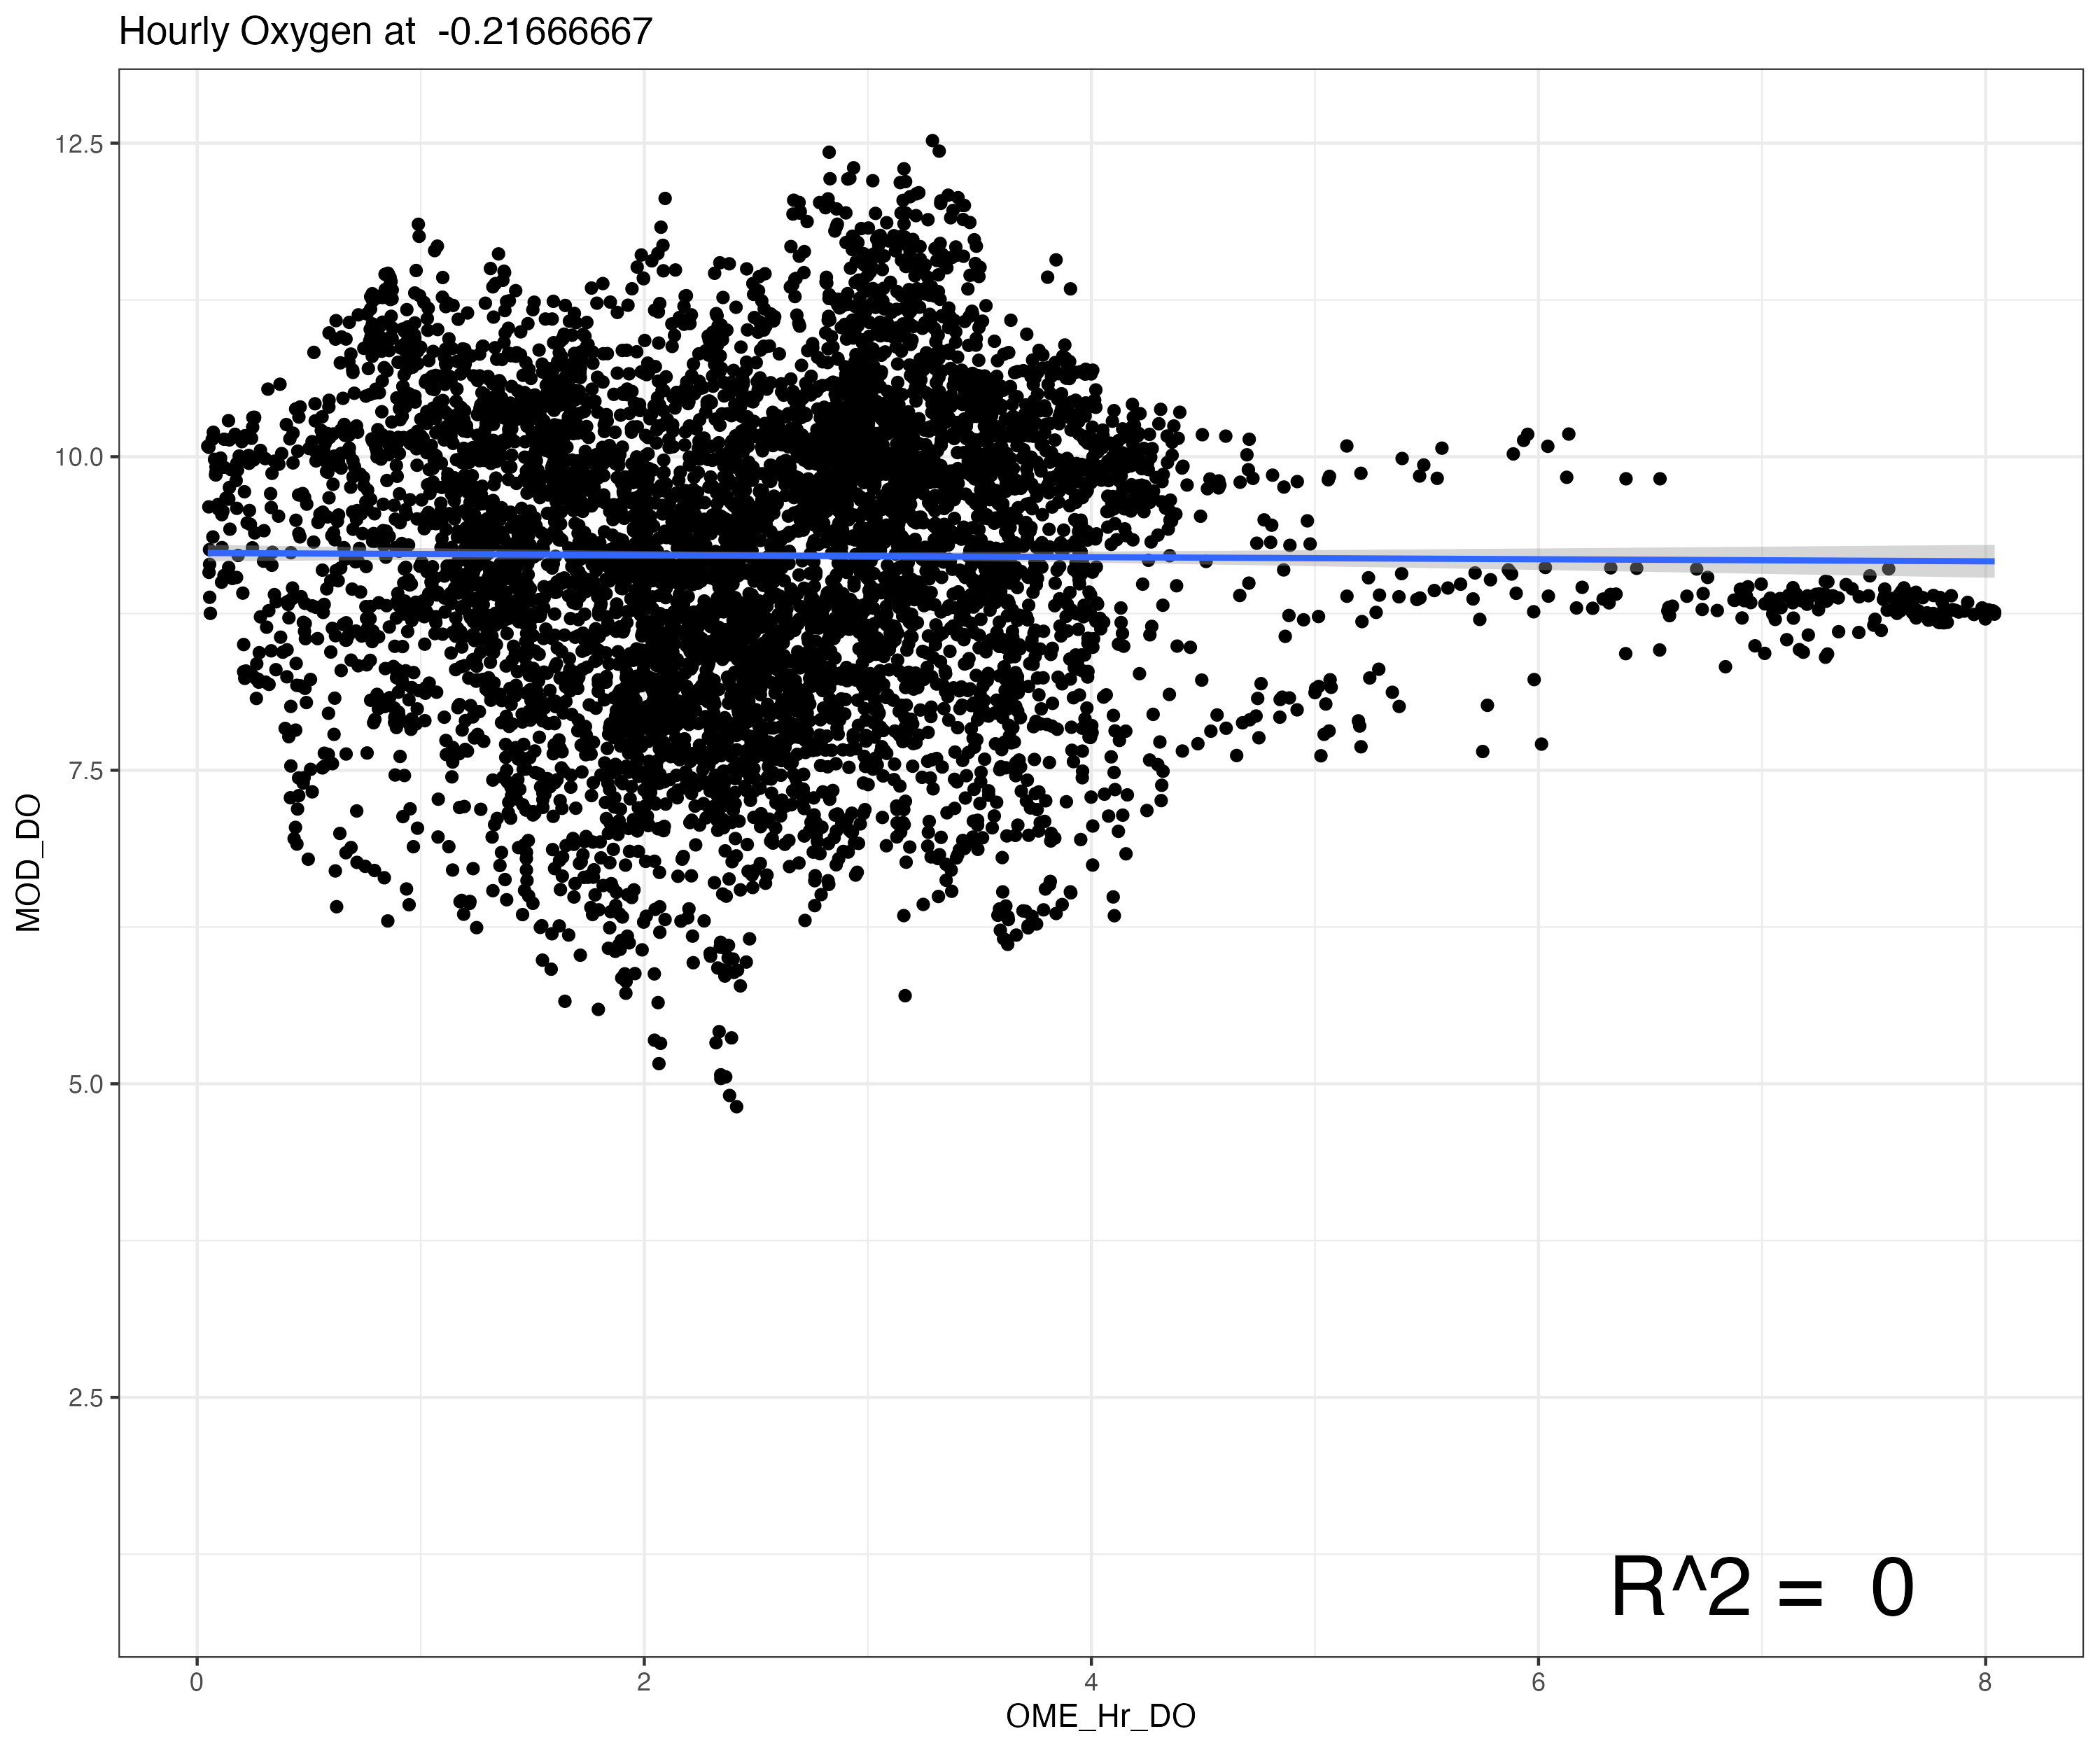 Hourly Oxygen at  -0.21666667
12.5
10.0
7.5
5.0
2.5
MOD_DO
R^2 =  0
0 2 4 6 8
OME_Hr_DO